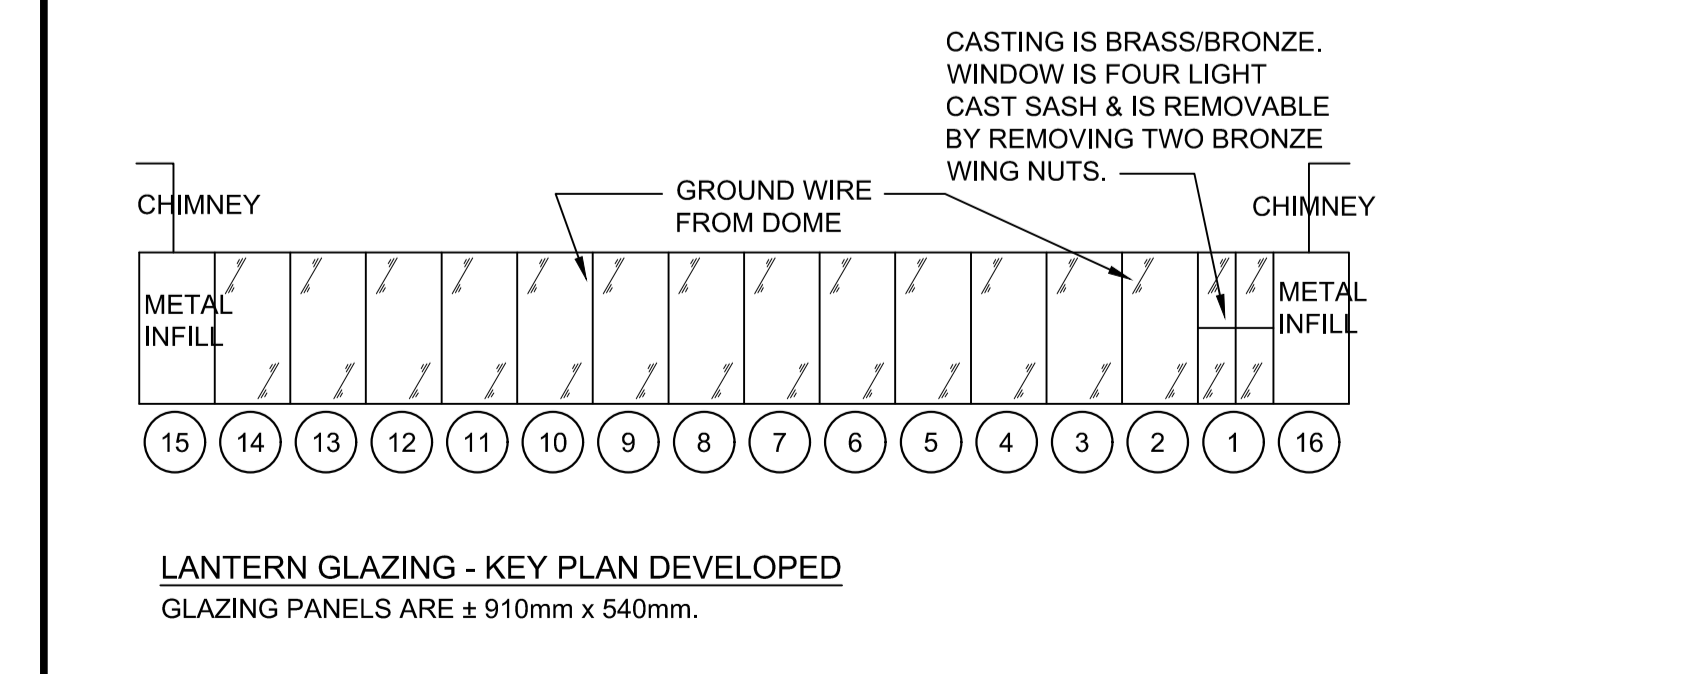 CASTING IS BRASS/BRONZE.
WINDOW IS FOUR LIGHT
CAST SASH & IS REMOVABLE
BY REMOVING TWO BRONZE
WING NUTS.
CHIMNEY
GROUND WIRE
FROM DOME
CHIMNEY
METAL
INFILL
METAL
INFILL
15 14 13 12 11 10 9 8 7 6 5 4 3 2 1 16
LANTERN GLAZING - KEY PLAN DEVELOPED
GLAZING PANELS ARE ± 910mm x 540mm.